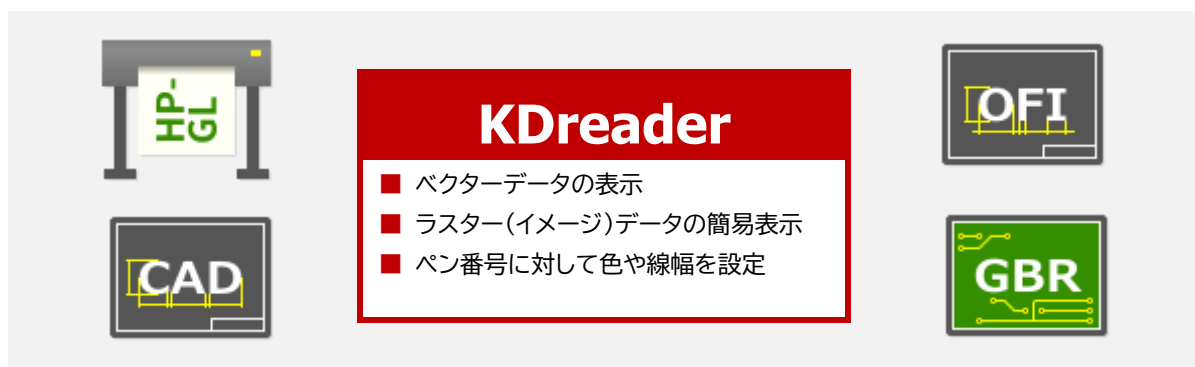 HP-
GL
CAD
KDreader
■ ベクターデータの表示
■ ラスター(イメージ)データの簡易表示
■ ペン番号に対して色や線幅を設定
OFI
GBR